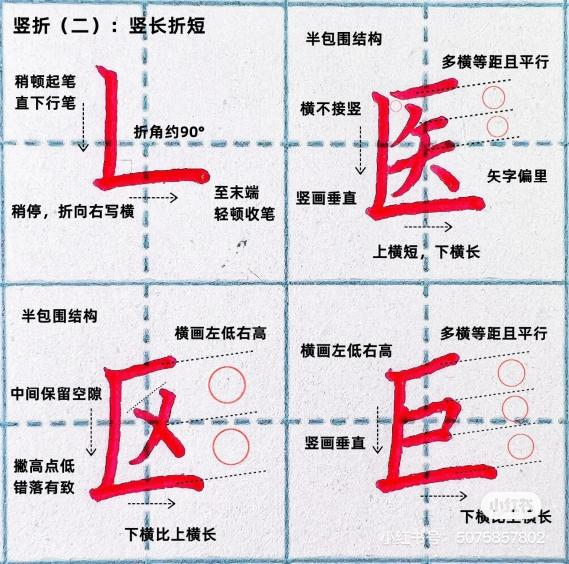 竖折（二）：竖长折短
稍顿起笔
直下行笔
折角约90°
稍停，折向右写横
至末端
轻顿收笔
半包围结构
多横等距且平行
横不接竖
医
竖画垂直
矢字偏里
上横短，下横长
半包围结构
横画左低右高
中间保留空隙
区
撇高点低
错落有致
下横比上横长
多横等距且平行
横画左低右高
巨
竖画垂直
下横比上横长
小红书
小红书号：5075857802